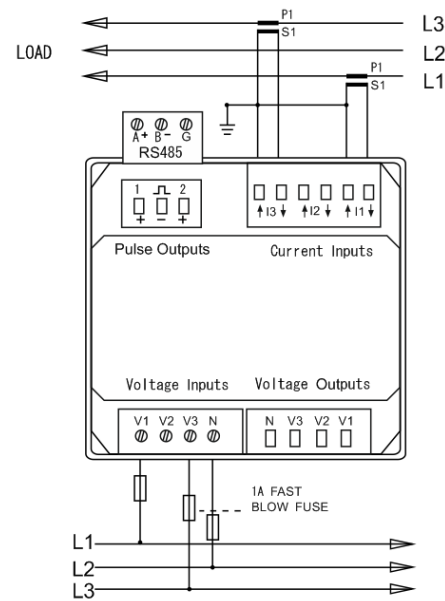 P1
L3
S1
LOAD
L2
P1
L1
S1
A+ B- G
RS485
1 2
+ - +
I3 I2 I1
Pulse Outputs
Current Inputs
Voltage Inputs
Voltage Outputs
V1 V2 V3 N
N V3 V2 V1
1A FAST
BLOW FUSE
L1
L2
L3